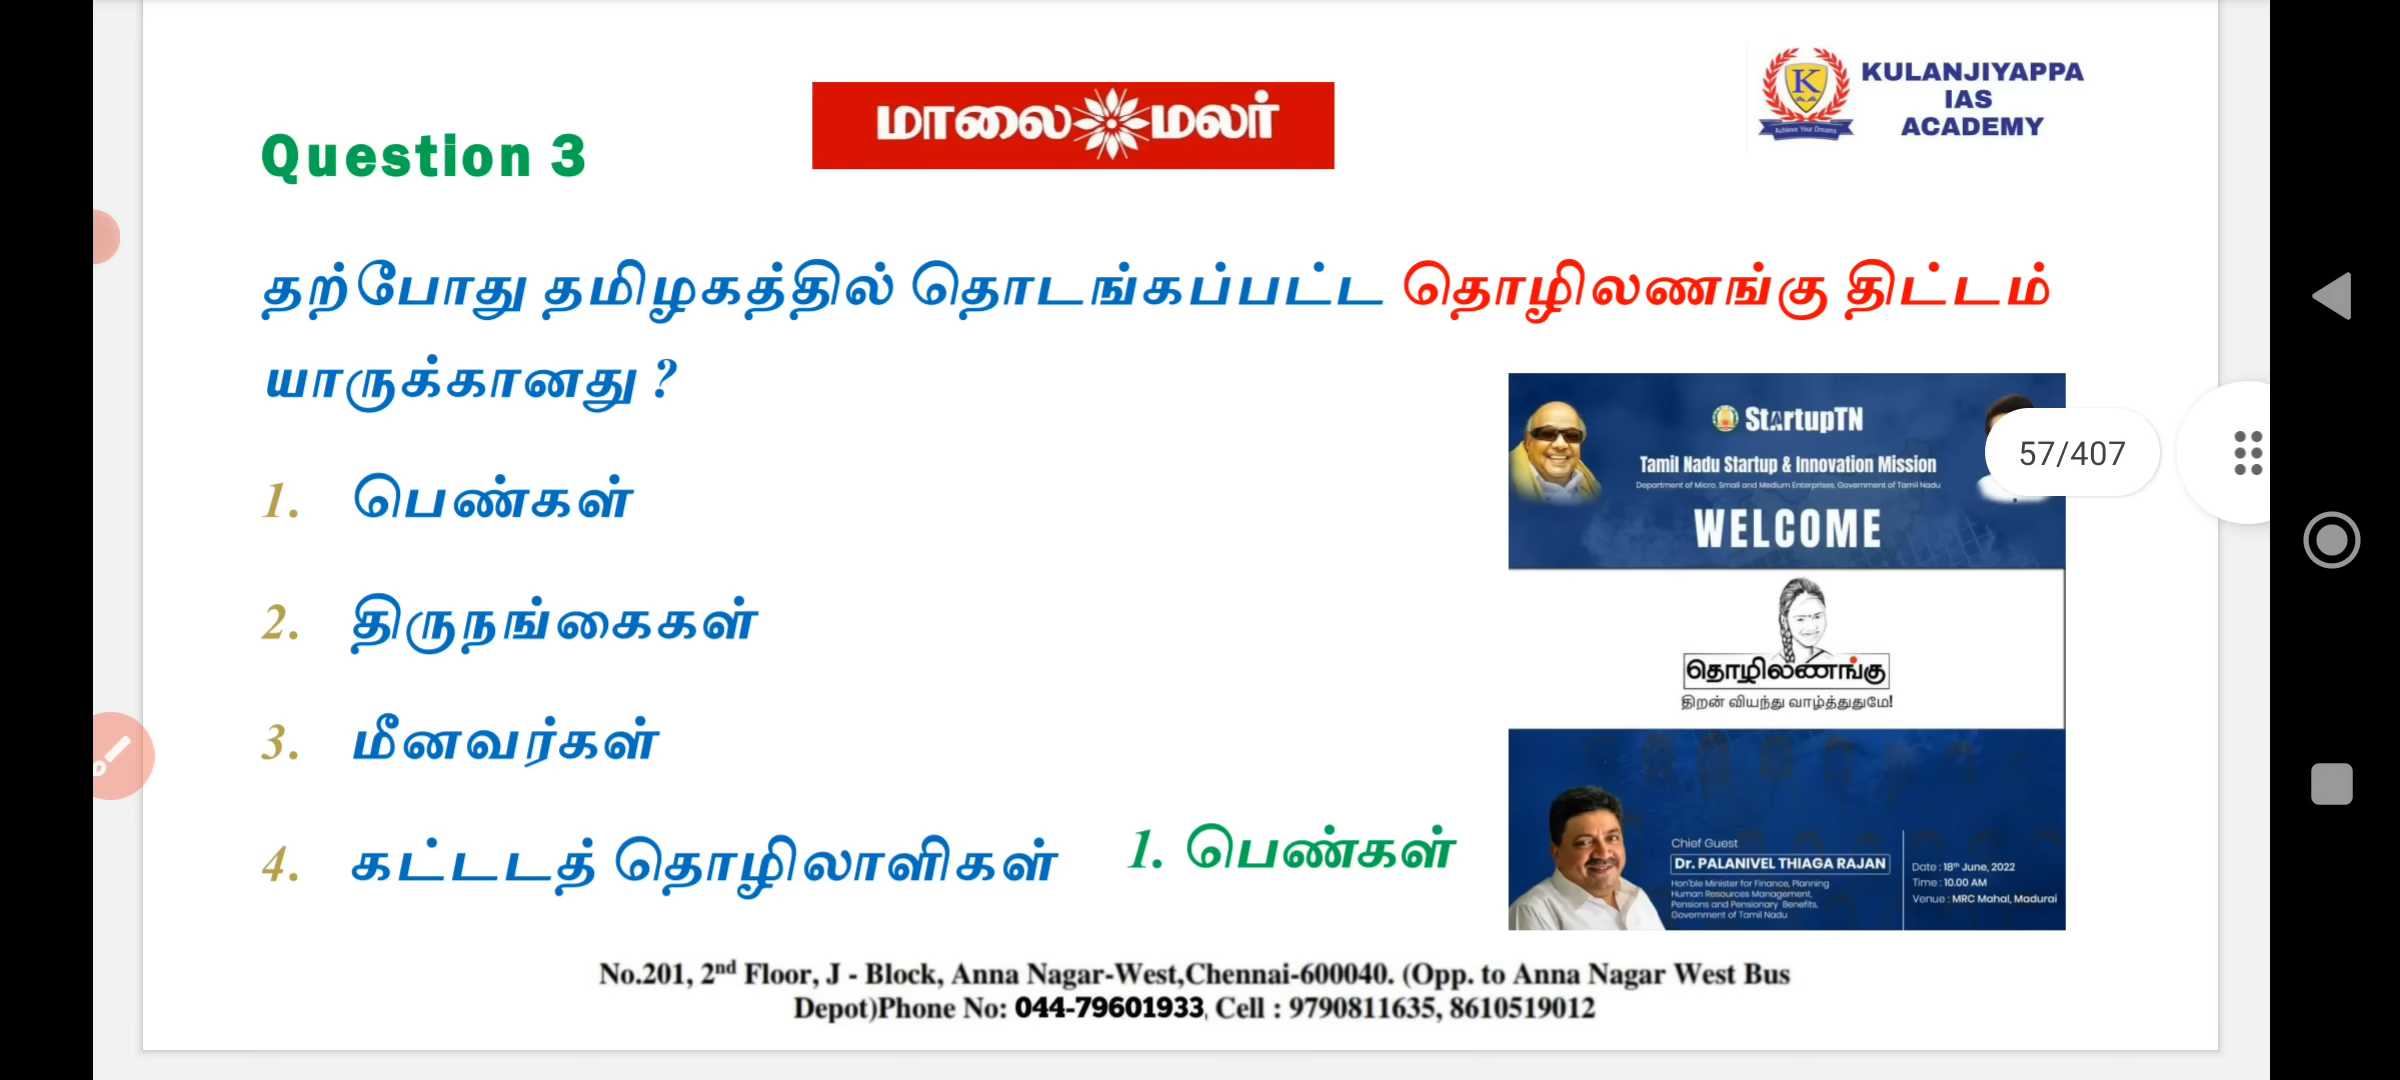 மாலை மலர்
K
Achieve Your Dreams
KULANJIYAPPA
IAS
ACADEMY
Question 3
தற்போது தமிழகத்தில் தொடங்கப்பட்ட தொழிலணங்கு திட்டம்
யாருக்கானது ?
1. பெண்கள்
2. திருநங்கைகள்
3. மீனவர்கள்
4. கட்டடத் தொழிலாளிகள்
1. பெண்கள்
StartupTN
Tamil Nadu Startup & Innovation Mission
Department of Micro, Small and Medium Enterprises, Government of Tamil Nadu
WELCOME
57/407
தொழிலணங்கு
திறன் வியந்து வாழ்த்துதுமே!
Chief Guest
Dr. PALANIVEL THIAGA RAJAN
Hon'ble Minister for Finance, Planning
Human Resources Management,
Pensions and Pensionary Benefits,
Government of Tamil Nadu
Date : 18th June, 2022
Time : 10.00 AM
Venue : MRC Mahal, Madurai
No.201, 2nd Floor, J - Block, Anna Nagar-West,Chennai-600040. (Opp. to Anna Nagar West Bus
Depot)Phone No: 044-79601933, Cell : 9790811635, 8610519012